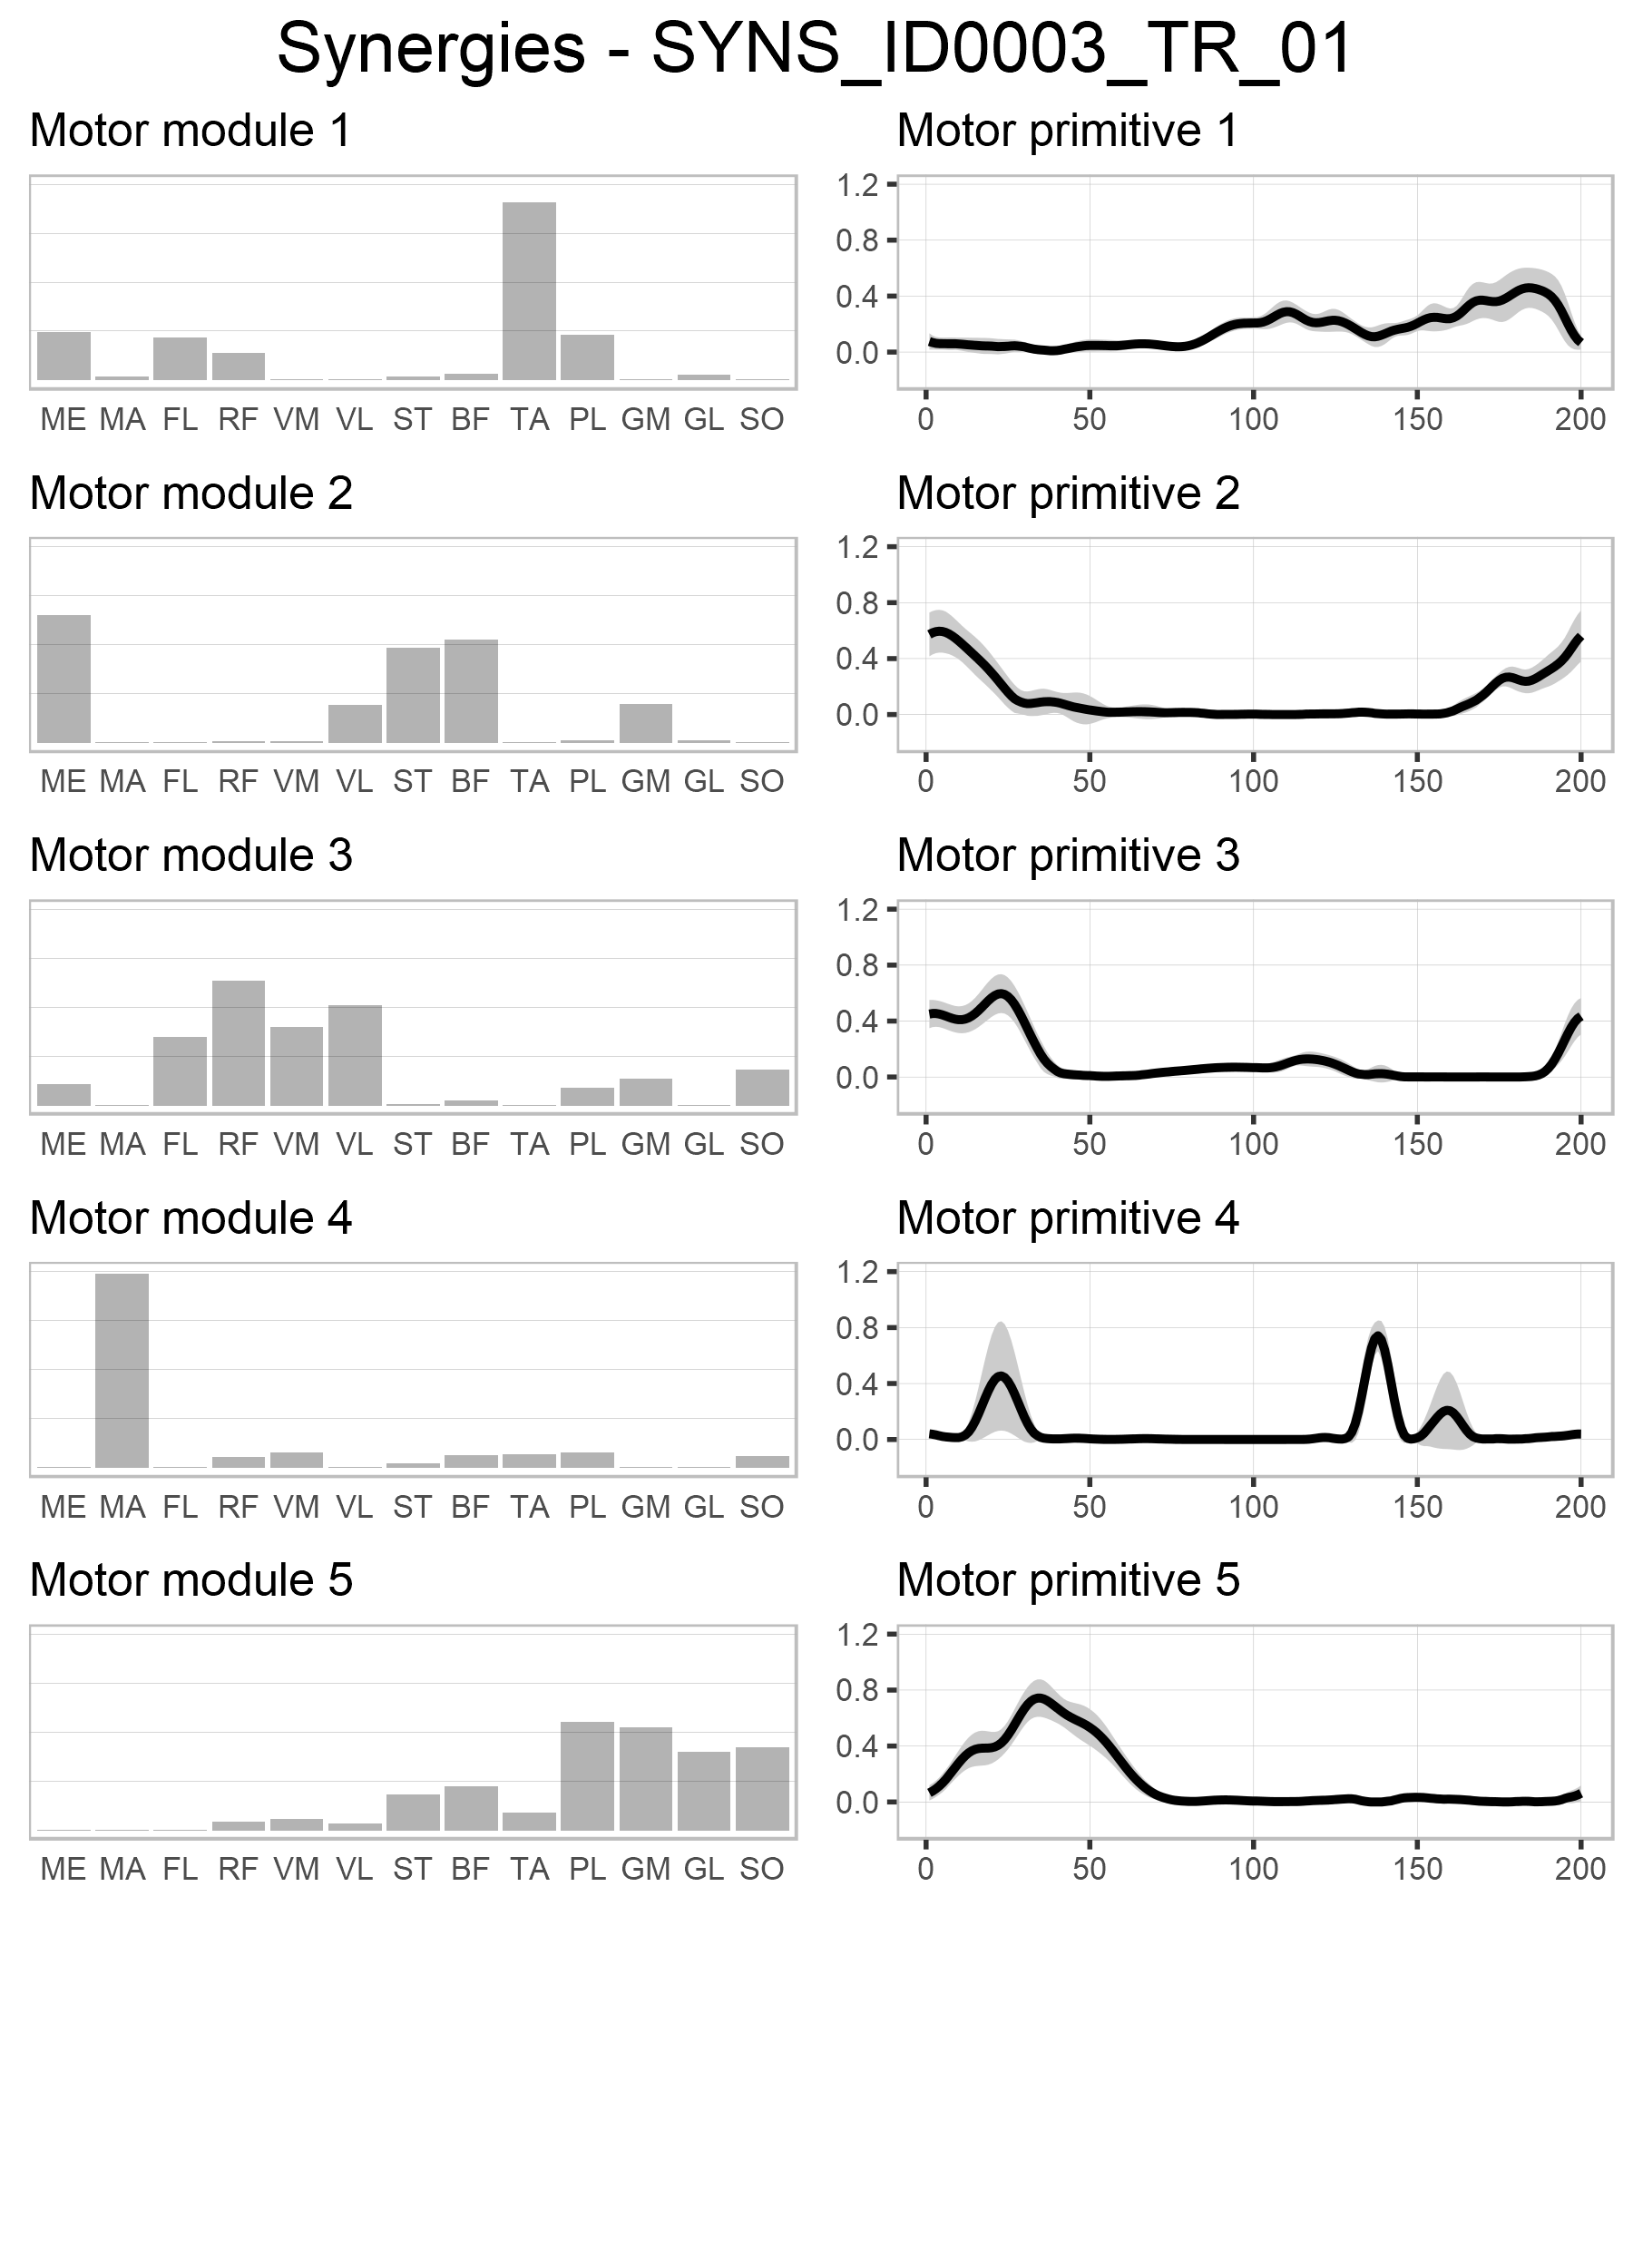 Synergies - SYNS_ID0003_TR_01
Motor module 1
Motor primitive 1
ME MA FL RF VM VL ST BF TA PL GM GL SO
1.2
0.8
0.4
0.0
0 50 100 150 200
Motor module 2
Motor primitive 2
ME MA FL RF VM VL ST BF TA PL GM GL SO
1.2
0.8
0.4
0.0
0 50 100 150 200
Motor module 3
Motor primitive 3
ME MA FL RF VM VL ST BF TA PL GM GL SO
1.2
0.8
0.4
0.0
0 50 100 150 200
Motor module 4
Motor primitive 4
ME MA FL RF VM VL ST BF TA PL GM GL SO
1.2
0.8
0.4
0.0
0 50 100 150 200
Motor module 5
Motor primitive 5
ME MA FL RF VM VL ST BF TA PL GM GL SO
1.2
0.8
0.4
0.0
0 50 100 150 200